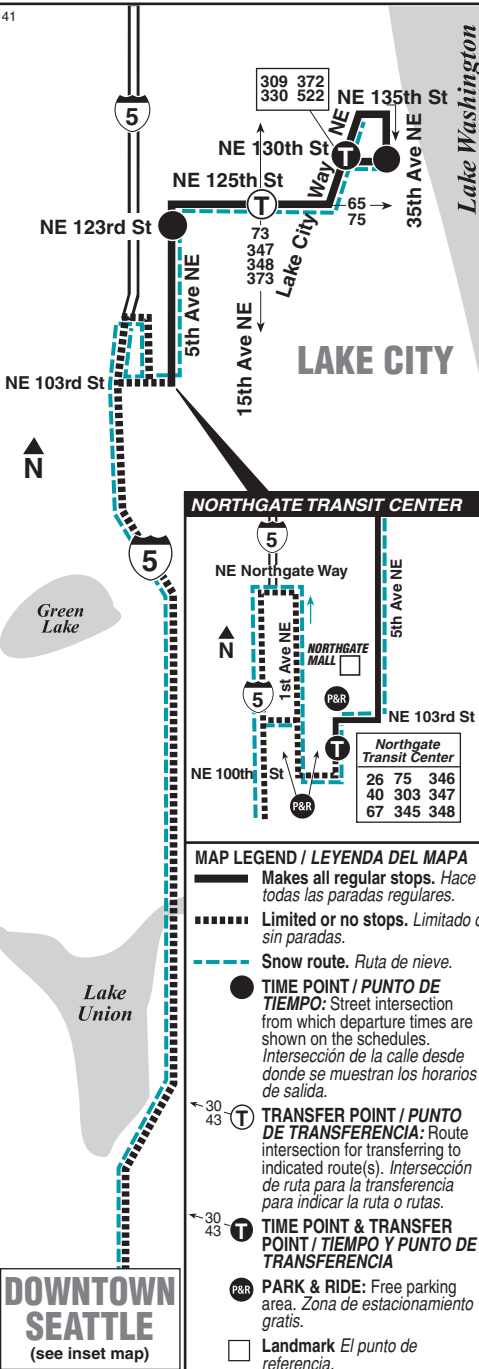 41
5
309 372
330 522
NE 135th St
Lake Washington
NE 130th St
T
NE 125th St
Lake City Way NE
35th Ave NE
T
65
75
NE 123rd St
73
347
348
373
5th Ave NE
15th Ave NE
LAKE CITY
NE 103rd St
N
5
Green
Lake
Lake
Union
DOWNTOWN
SEATTLE
(see inset map)
NORTHGATE TRANSIT CENTER
5
NE Northgate Way
5th Ave NE
N
1st Ave NE
NORTHGATE
MALL
5
P&R
NE 103rd St
T
NE 100th St
P&R
Northgate
Transit Center
26 75 346
40 303 347
67 345 348
MAP LEGEND / LEYENDA DEL MAPA
Makes all regular stops. Hace
todas las paradas regulares.
Limited or no stops. Limitado o
sin paradas.
Snow route. Ruta de nieve.
TIME POINT / PUNTO DE
TIEMPO: Street intersection
from which departure times are
shown on the schedules.
Intersección de la calle desde
donde se muestran los horarios
de salida.
30
43
T
TRANSFER POINT / PUNTO
DE TRANSFERENCIA: Route
intersection for transferring to
indicated route(s). Intersección
de ruta para la transferencia
para indicar la ruta o rutas.
30
43
T
TIME POINT & TRANSFER
POINT / TIEMPO Y PUNTO DE
TRANSFERENCIA
P&R
PARK & RIDE: Free parking
area. Zona de estacionamiento
gratis.
Landmark El punto de
referencia.